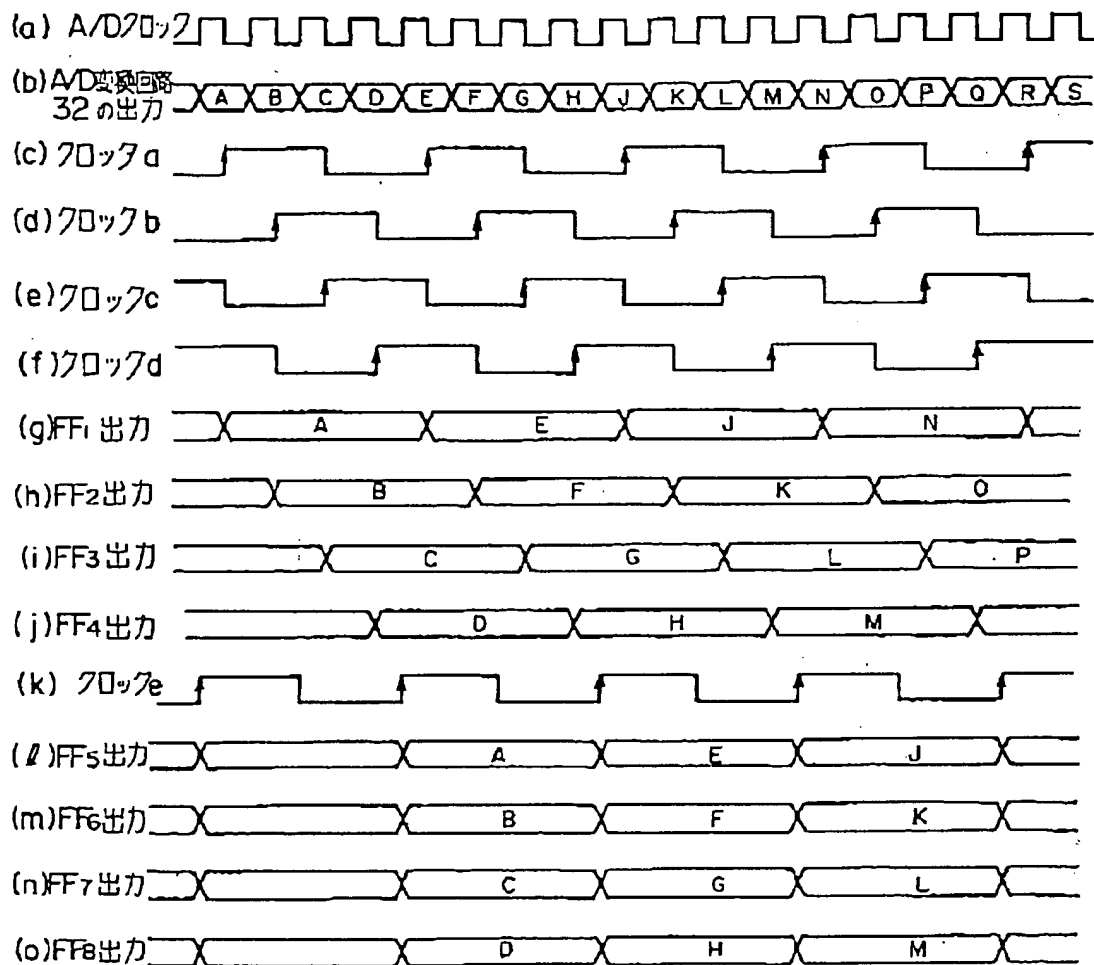 (a) A/Dクロック
(b) A/D変換回路
32の出力
A B C D E F G H J K L M N O P Q R S
(c) クロックa
(d) クロックb
(e) クロックc
(f) クロックd
(g) FF1 出力 A E J N
(h) FF2 出力 B F K O
(i) FF3 出力 C G L P
(j) FF4 出力 D H M
(k) クロックe
(l) FF5 出力 A E J
(m) FF6 出力 B F K
(n) FF7 出力 C G L
(o) FF8 出力 D H M